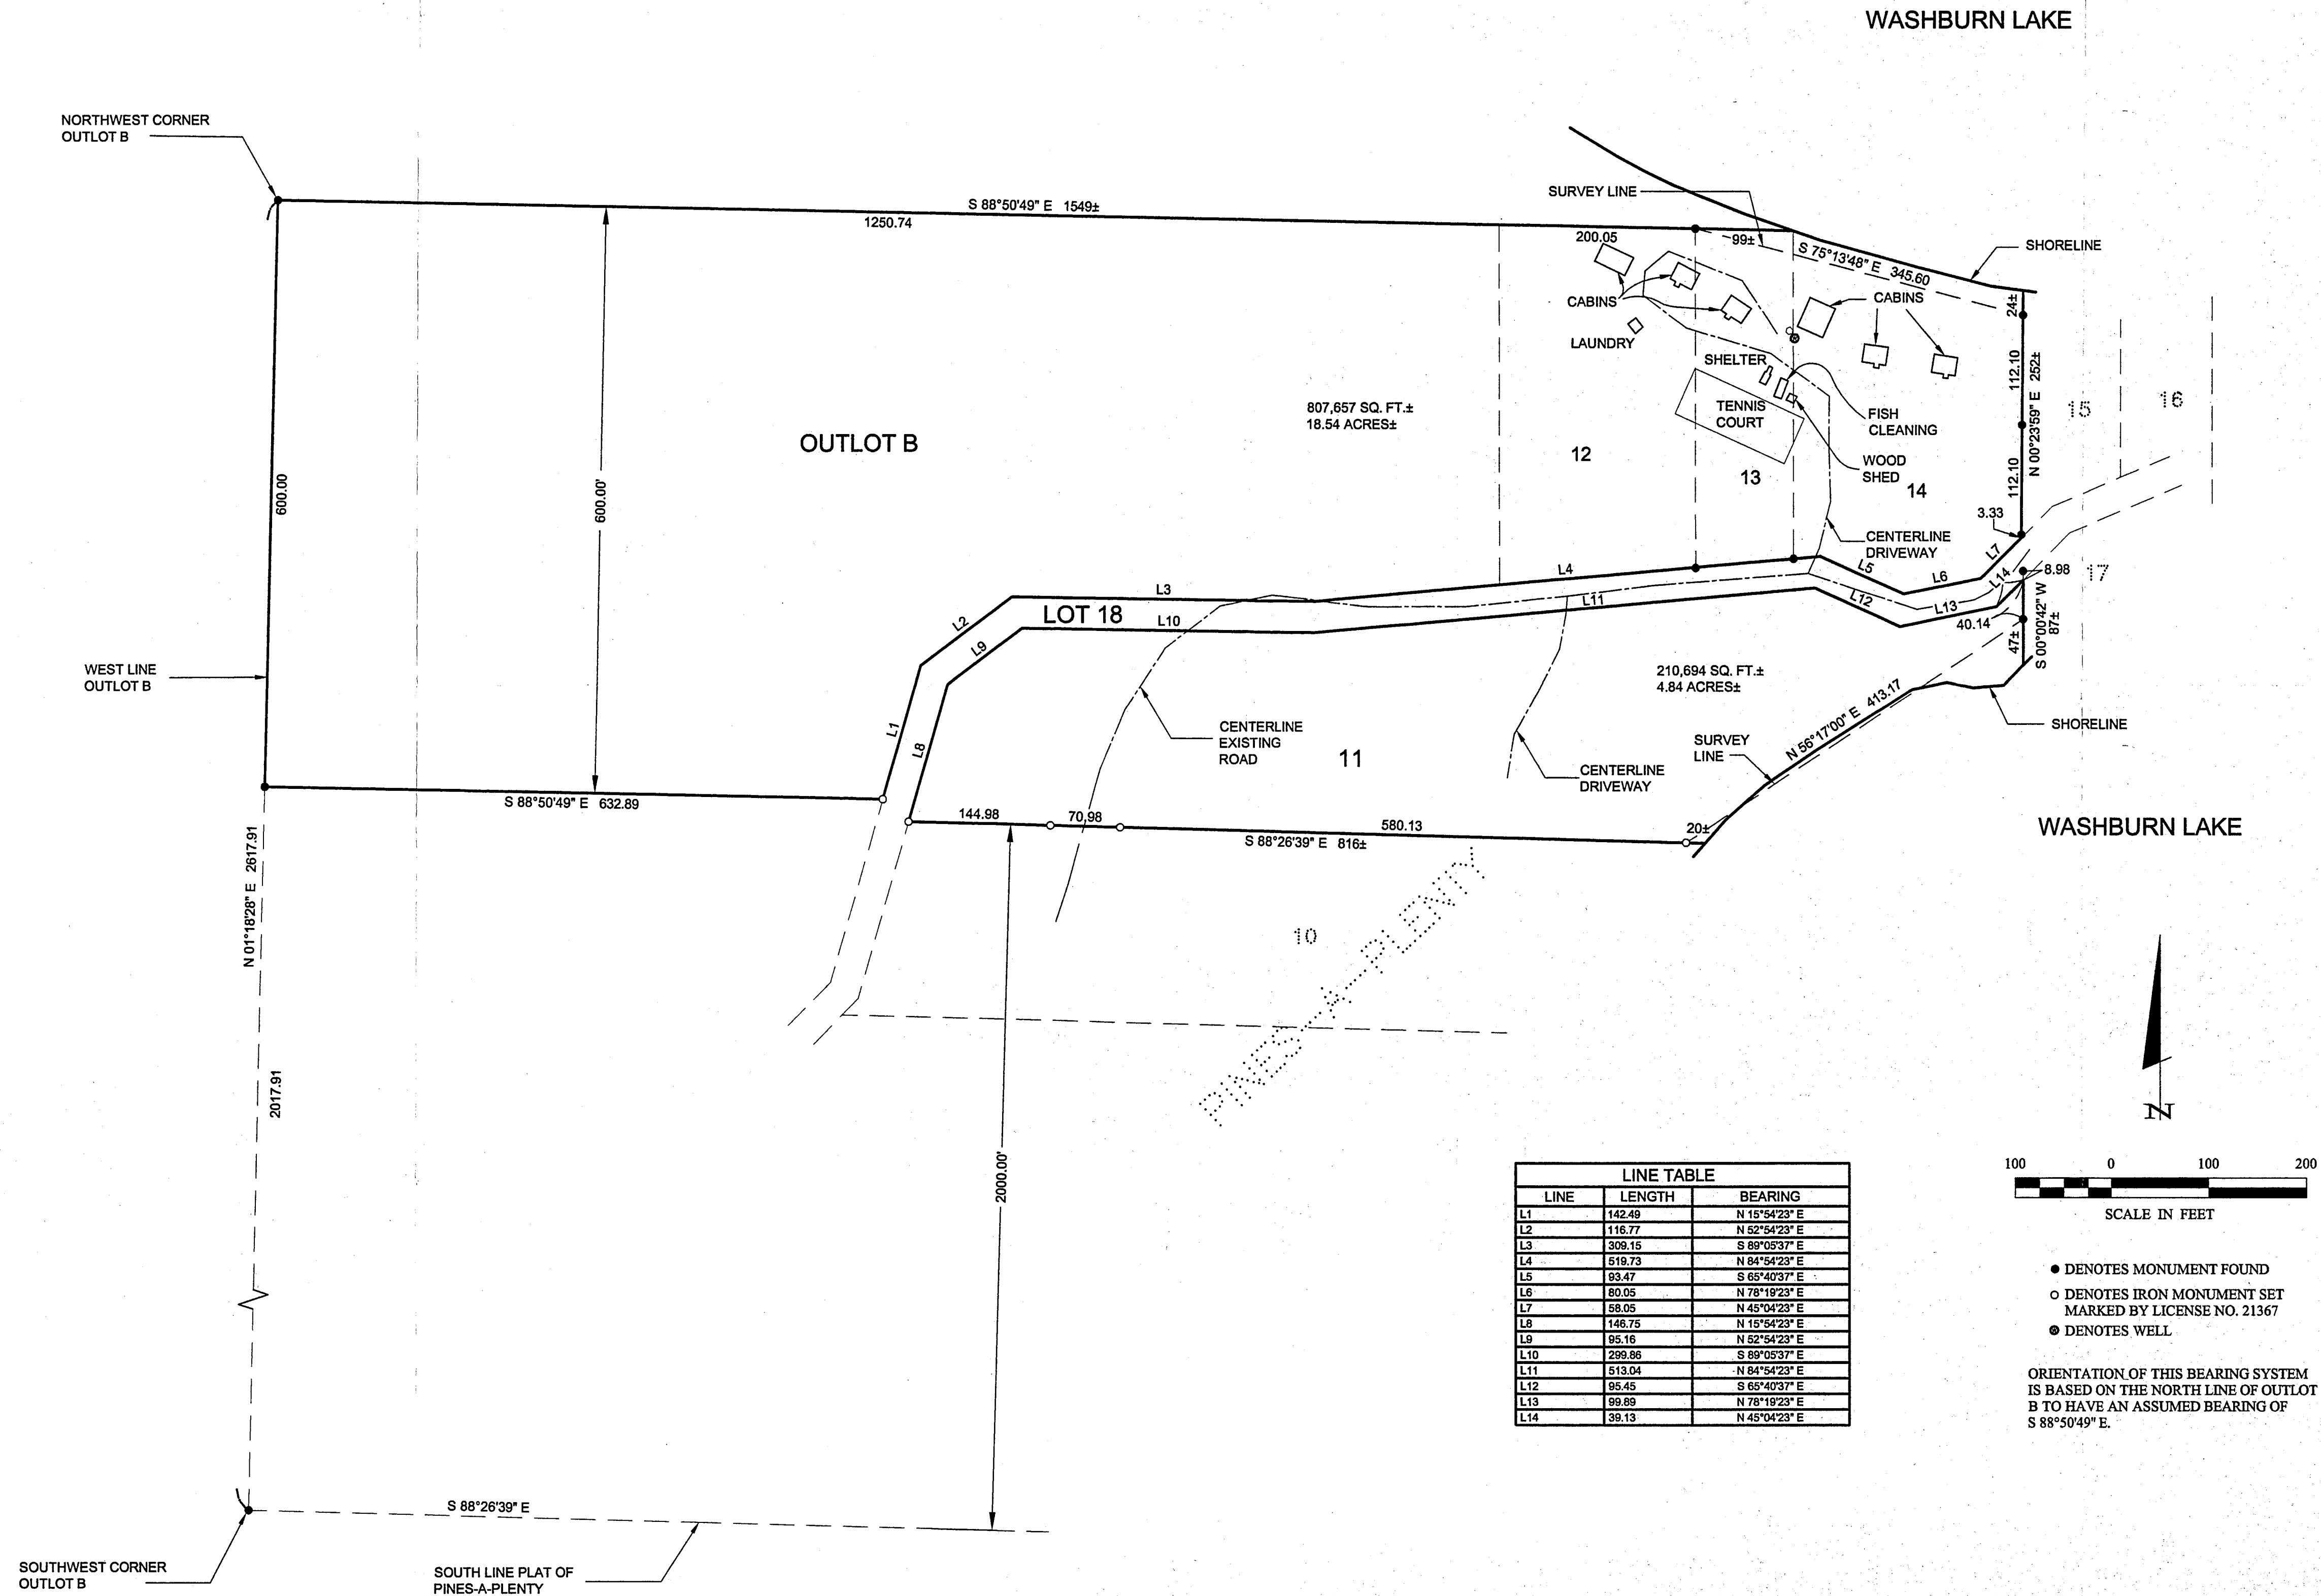 WASHBURN LAKE
NORTHWEST CORNER
OUTLOT B
S 88°50'49" E 1549±
1250.74
SURVEY LINE
200.05
99±
S 75°13'48" E 345.60
SHORELINE
CABINS
CABINS
24±
LAUNDRY
SHELTER
112.10
N 00°23'59" E 252±
15
16
807,657 SQ. FT.±
18.54 ACRES±
TENNIS
COURT
FISH
CLEANING
OUTLOT B
12
13
WOOD
SHED
14
112.10
600.00
600.00'
3.33
CENTERLINE
DRIVEWAY
L7
L5
L4
L6
L14
8.98
17
L3
LOT 18
L10
L11
L12
L13
40.14
S 00°00'42" W
87±
47±
L2
L9
WEST LINE
OUTLOT B
210,694 SQ. FT.±
4.84 ACRES±
N 56°17'00" E 413.17
SHORELINE
L1
L8
CENTERLINE
EXISTING
ROAD
11
SURVEY
LINE
CENTERLINE
DRIVEWAY
S 88°50'49" E 632.89
144.98
70.98
580.13
20±
S 88°26'39" E 816±
WASHBURN LAKE
N 01°18'28" E 2617.91
10
PINES-A-PLENTY
2017.91
2000.00'
N
100 0 100 200
SCALE IN FEET
LINE TABLE
LINE LENGTH BEARING
L1 142.49 N 15°54'23" E
L2 116.77 N 52°54'23" E
L3 309.15 S 89°05'37" E
L4 519.73 N 84°54'23" E
L5 93.47 S 65°40'37" E
L6 80.05 N 78°19'23" E
L7 58.05 N 45°04'23" E
L8 146.75 N 15°54'23" E
L9 95.16 N 52°54'23" E
L10 299.86 S 89°05'37" E
L11 513.04 N 84°54'23" E
L12 95.45 S 65°40'37" E
L13 99.89 N 78°19'23" E
L14 39.13 N 45°04'23" E
DENOTES MONUMENT FOUND
DENOTES IRON MONUMENT SET
MARKED BY LICENSE NO. 21367
DENOTES WELL
ORIENTATION OF THIS BEARING SYSTEM
IS BASED ON THE NORTH LINE OF OUTLOT
B TO HAVE AN ASSUMED BEARING OF
S 88°50'49" E.
S 88°26'39" E
SOUTHWEST CORNER
OUTLOT B
SOUTH LINE PLAT OF
PINES-A-PLENTY